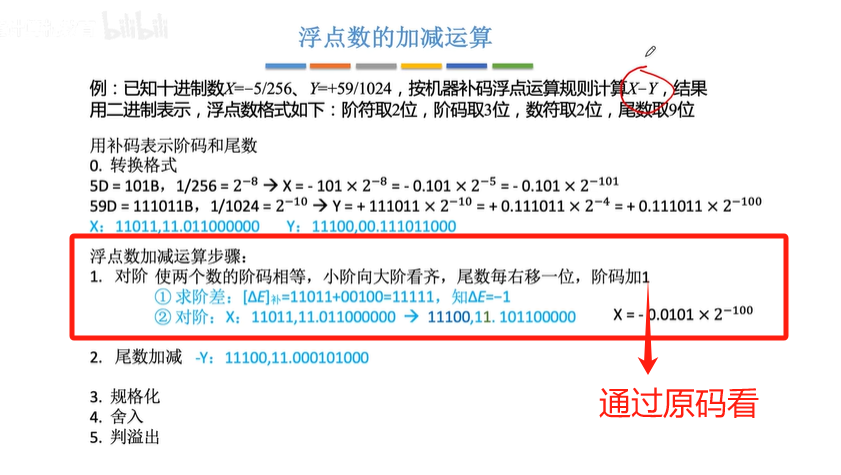 bilibili
浮点数的加减运算
例：已知十进制数X=−5/256、Y=+59/1024，按机器补码浮点运算规则计算X−Y，结果
用二进制表示，浮点数格式如下：阶符取2位，阶码取3位，数符取2位，尾数取9位
用补码表示阶码和尾数
0. 转换格式
5D = 101B，1/256 = 2⁻⁸ → X = - 101 × 2⁻⁸ = - 0.101 × 2⁻⁵ = - 0.101 × 2⁻¹⁰¹
59D = 111011B，1/1024 = 2⁻¹⁰ → Y = + 111011 × 2⁻¹⁰ = + 0.111011 × 2⁻⁴ = + 0.111011 × 2⁻¹⁰⁰
X：11011,11.011000000 Y：11100,00.111011000
浮点数加减运算步骤：
1. 对阶 使两个数的阶码相等，小阶向大阶看齐，尾数每右移一位，阶码加1
① 求阶差：[ΔE]补=11011+00100=11111，知ΔE=−1
② 对阶：X：11011,11.011000000 → 11100,11. 101100000 X = - 0.0101 × 2⁻¹⁰⁰
2. 尾数加减 -Y：11100,11.000101000
通过原码看
3. 规格化
4. 舍入
5. 判溢出